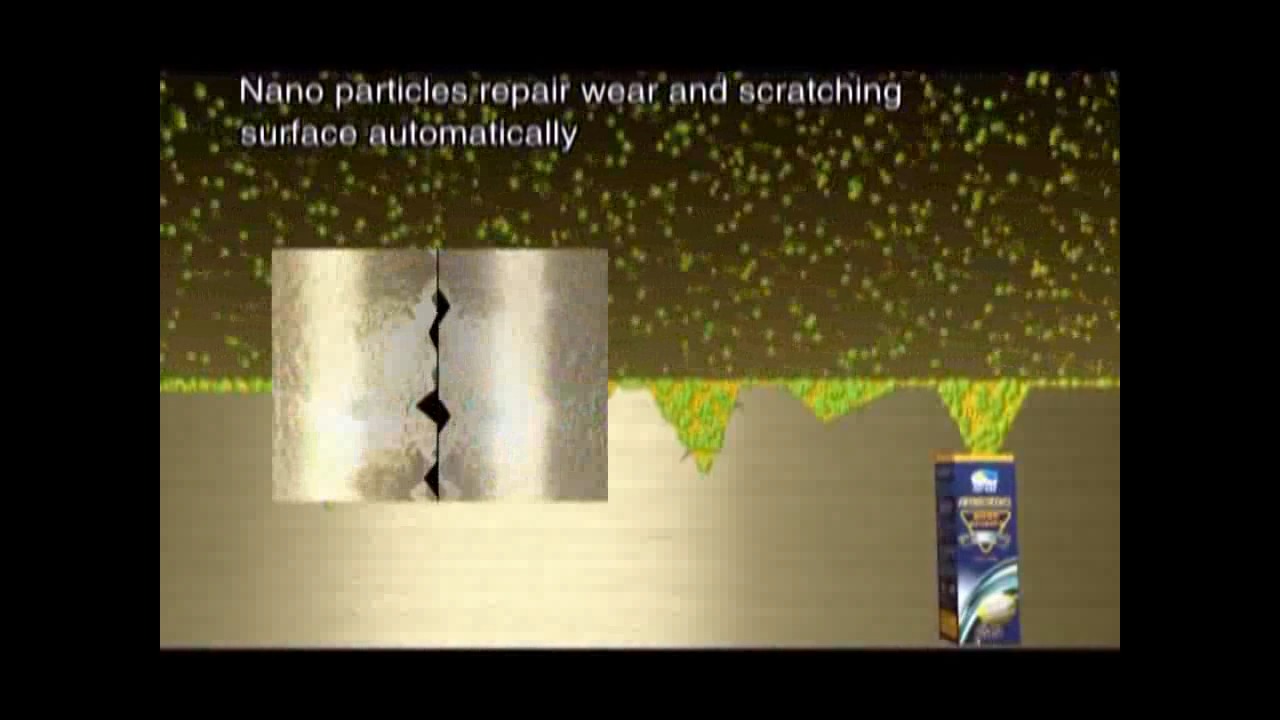 Nano particles repair wear and scratching
surface automatically